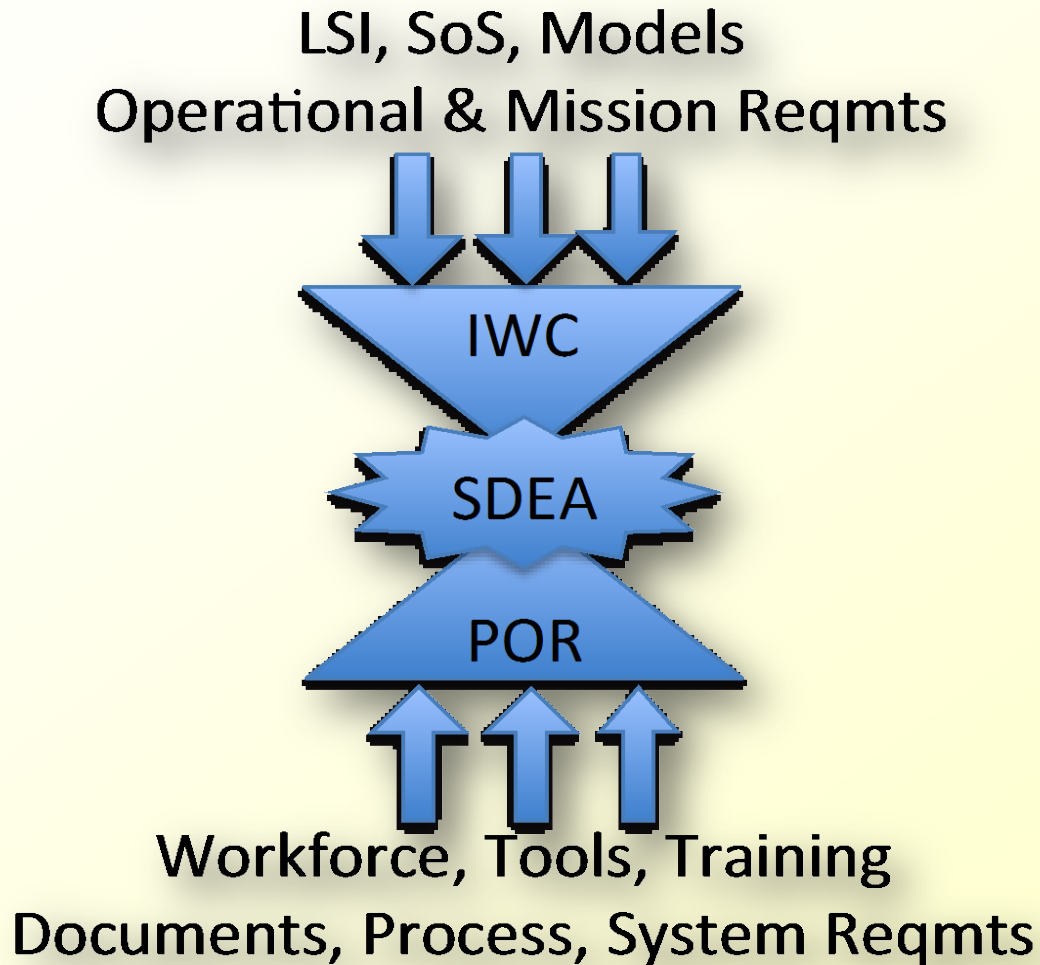 LSI, SoS, Models
Operational & Mission Reqmts
IWC
SDEA
POR
Workforce, Tools, Training
Documents, Process, System Reqmts